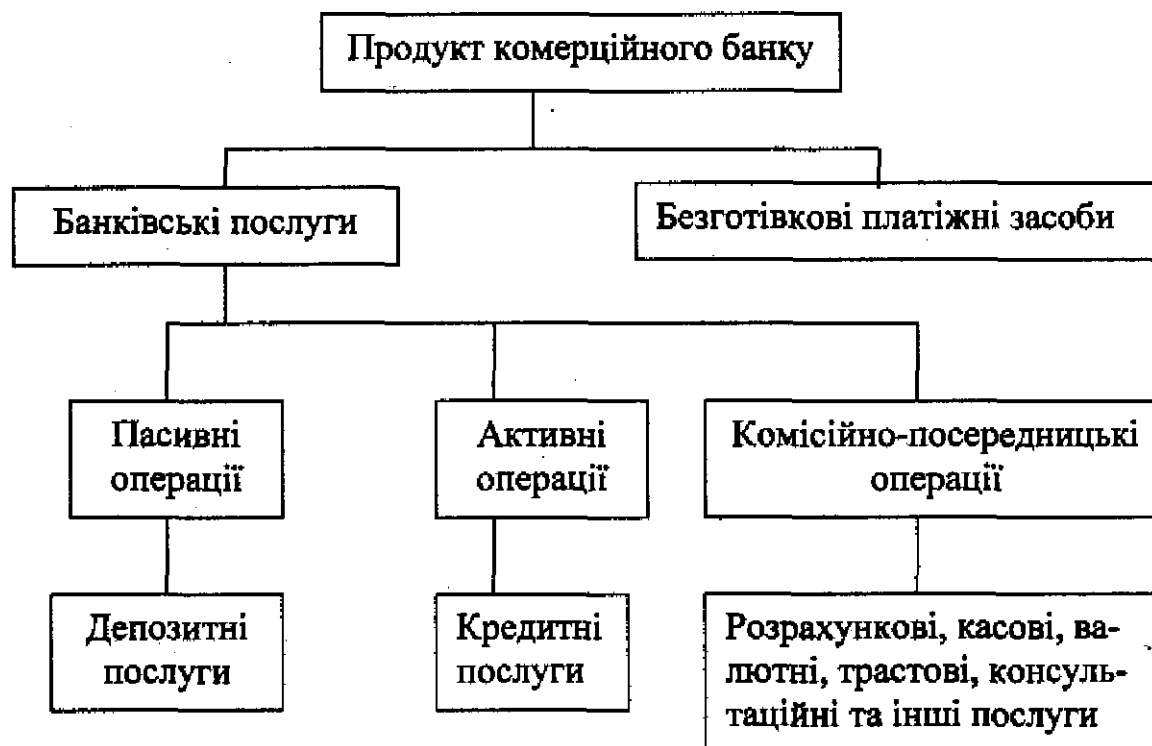 Продукт комерційного банку
Банківські послуги
Безготівкові платіжні засоби
Пасивні
операції
Активні
операції
Комісійно-посередницькі
операції
Депозитні
послуги
Кредитні
послуги
Розрахункові, касові, ва-
лютні, трастові, консуль-
таційні та інші послуги